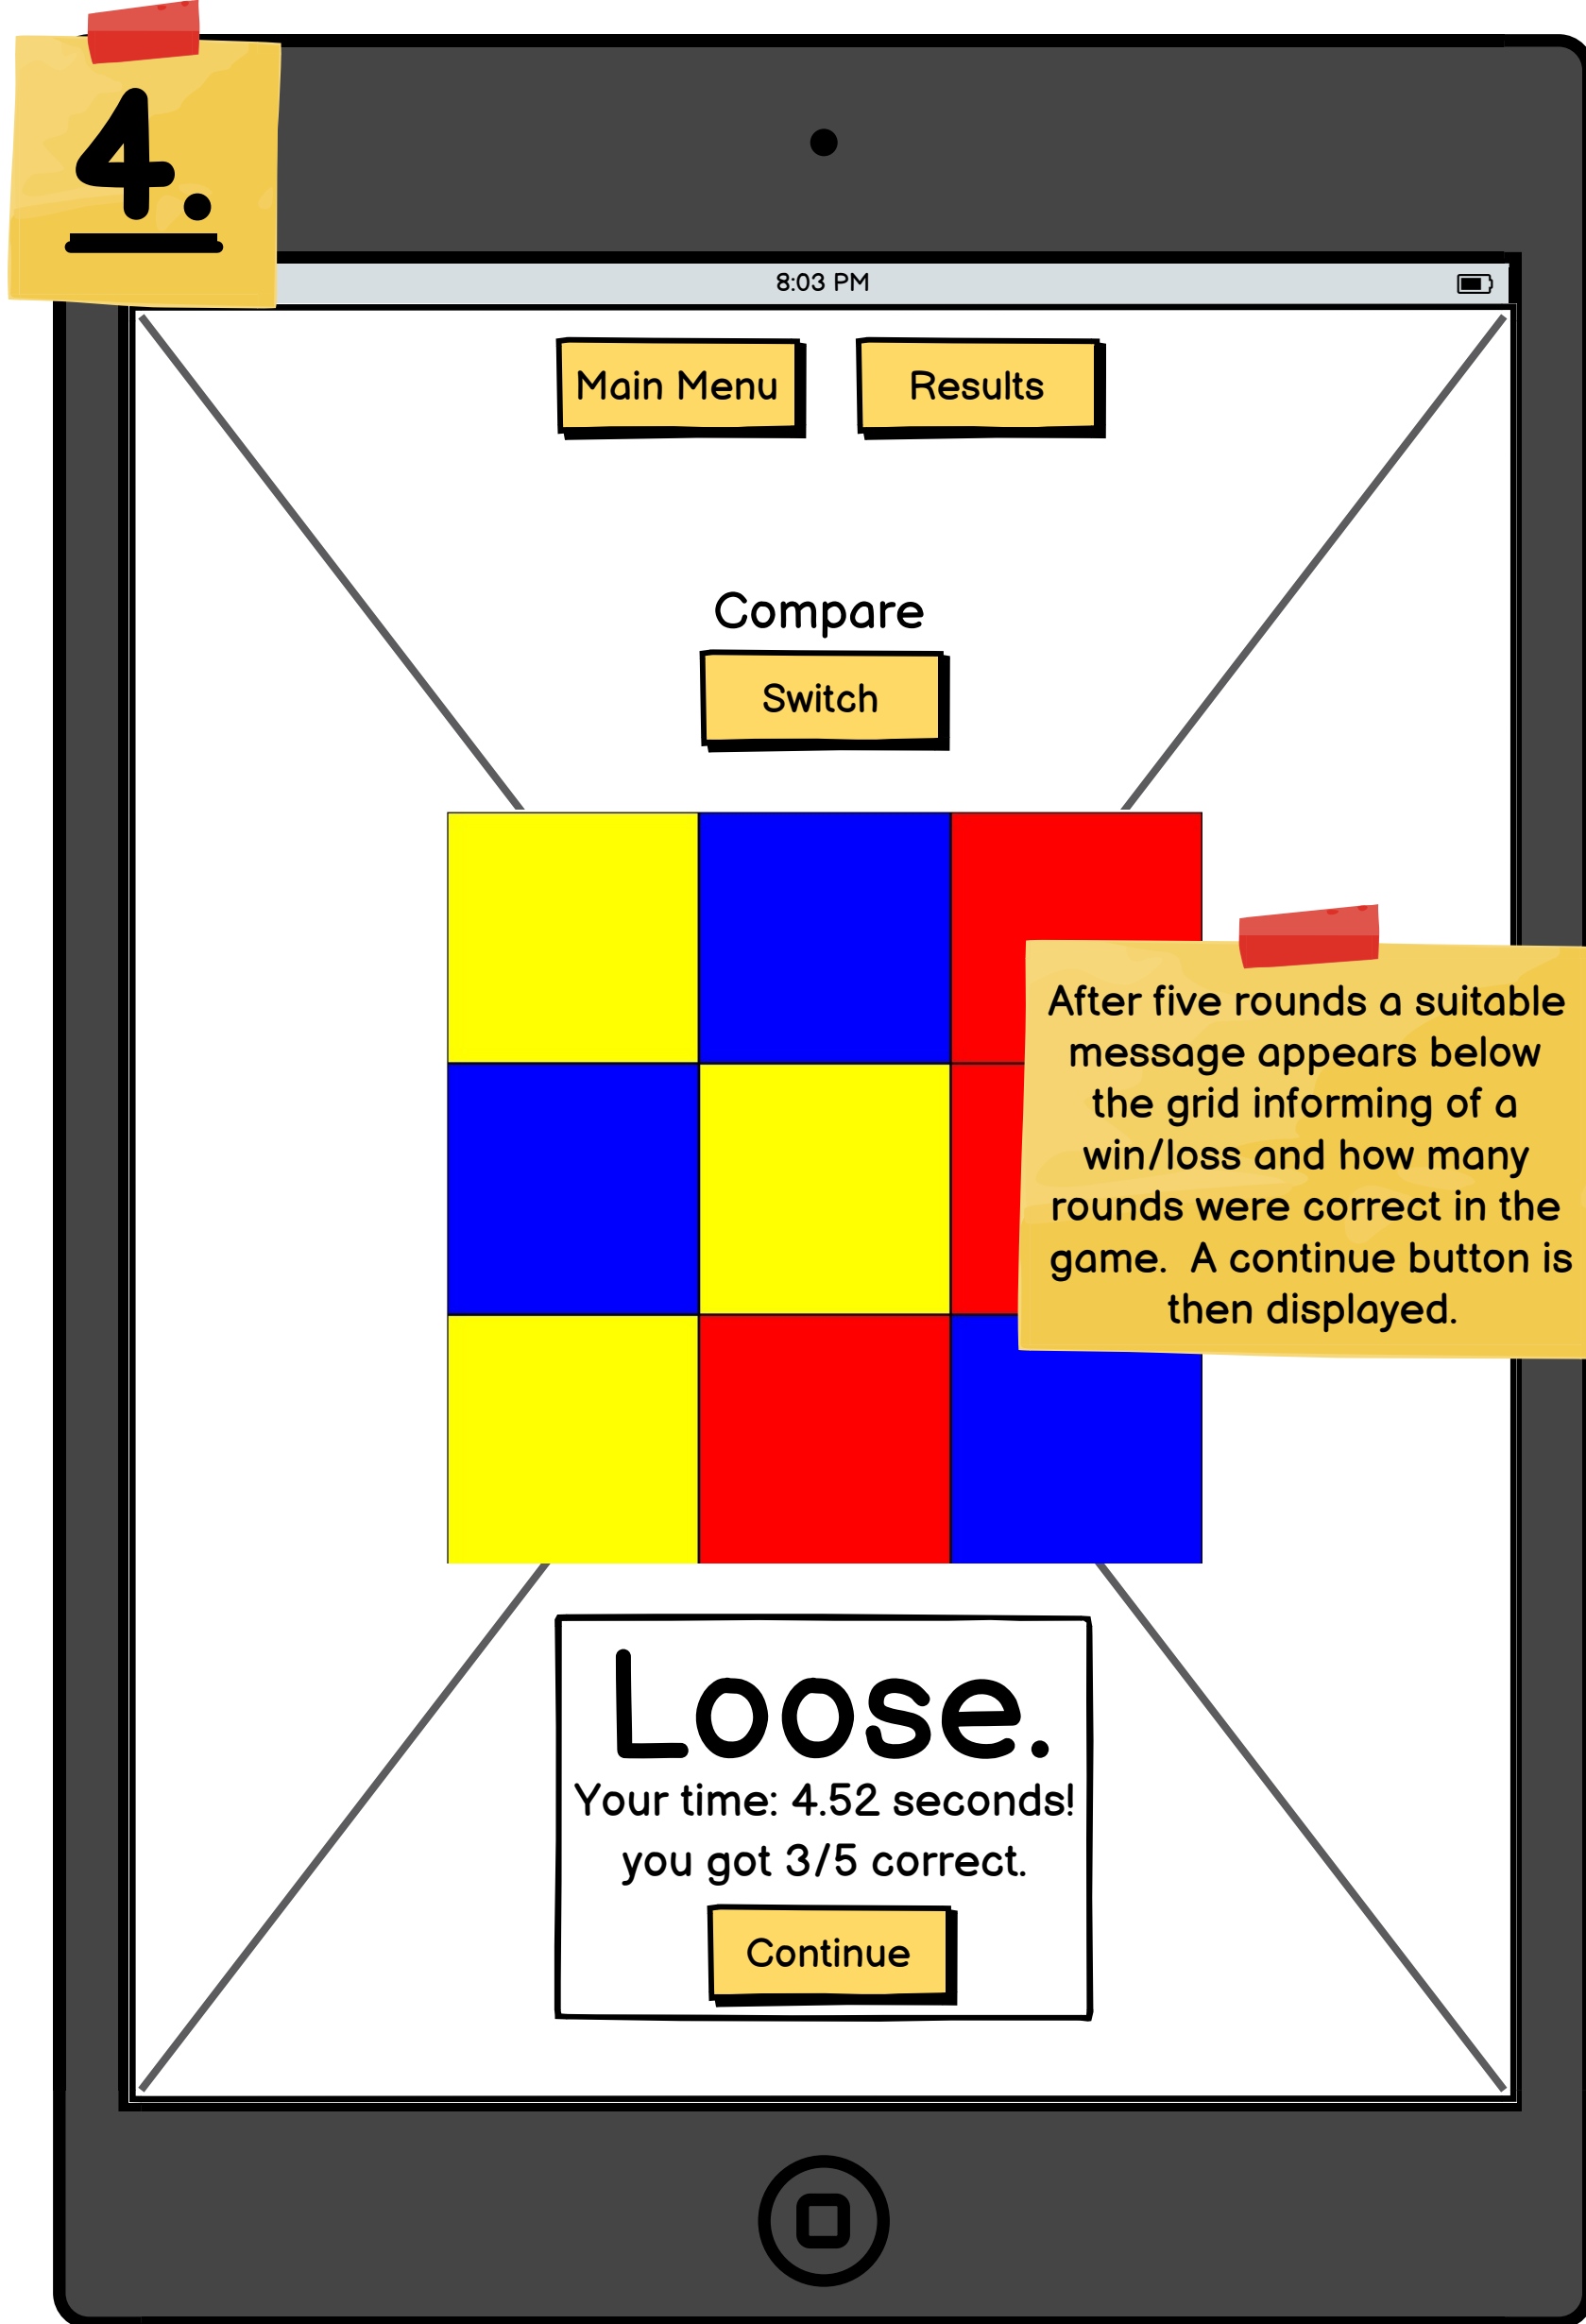 4.
8:03 PM
Main Menu
Results
Compare
Switch
After five rounds a suitable
message appears below
the grid informing of a
win/loss and how many
rounds were correct in the
game. A continue button is
then displayed.
Loose.
Your time: 4.52 seconds!
you got 3/5 correct.
Continue